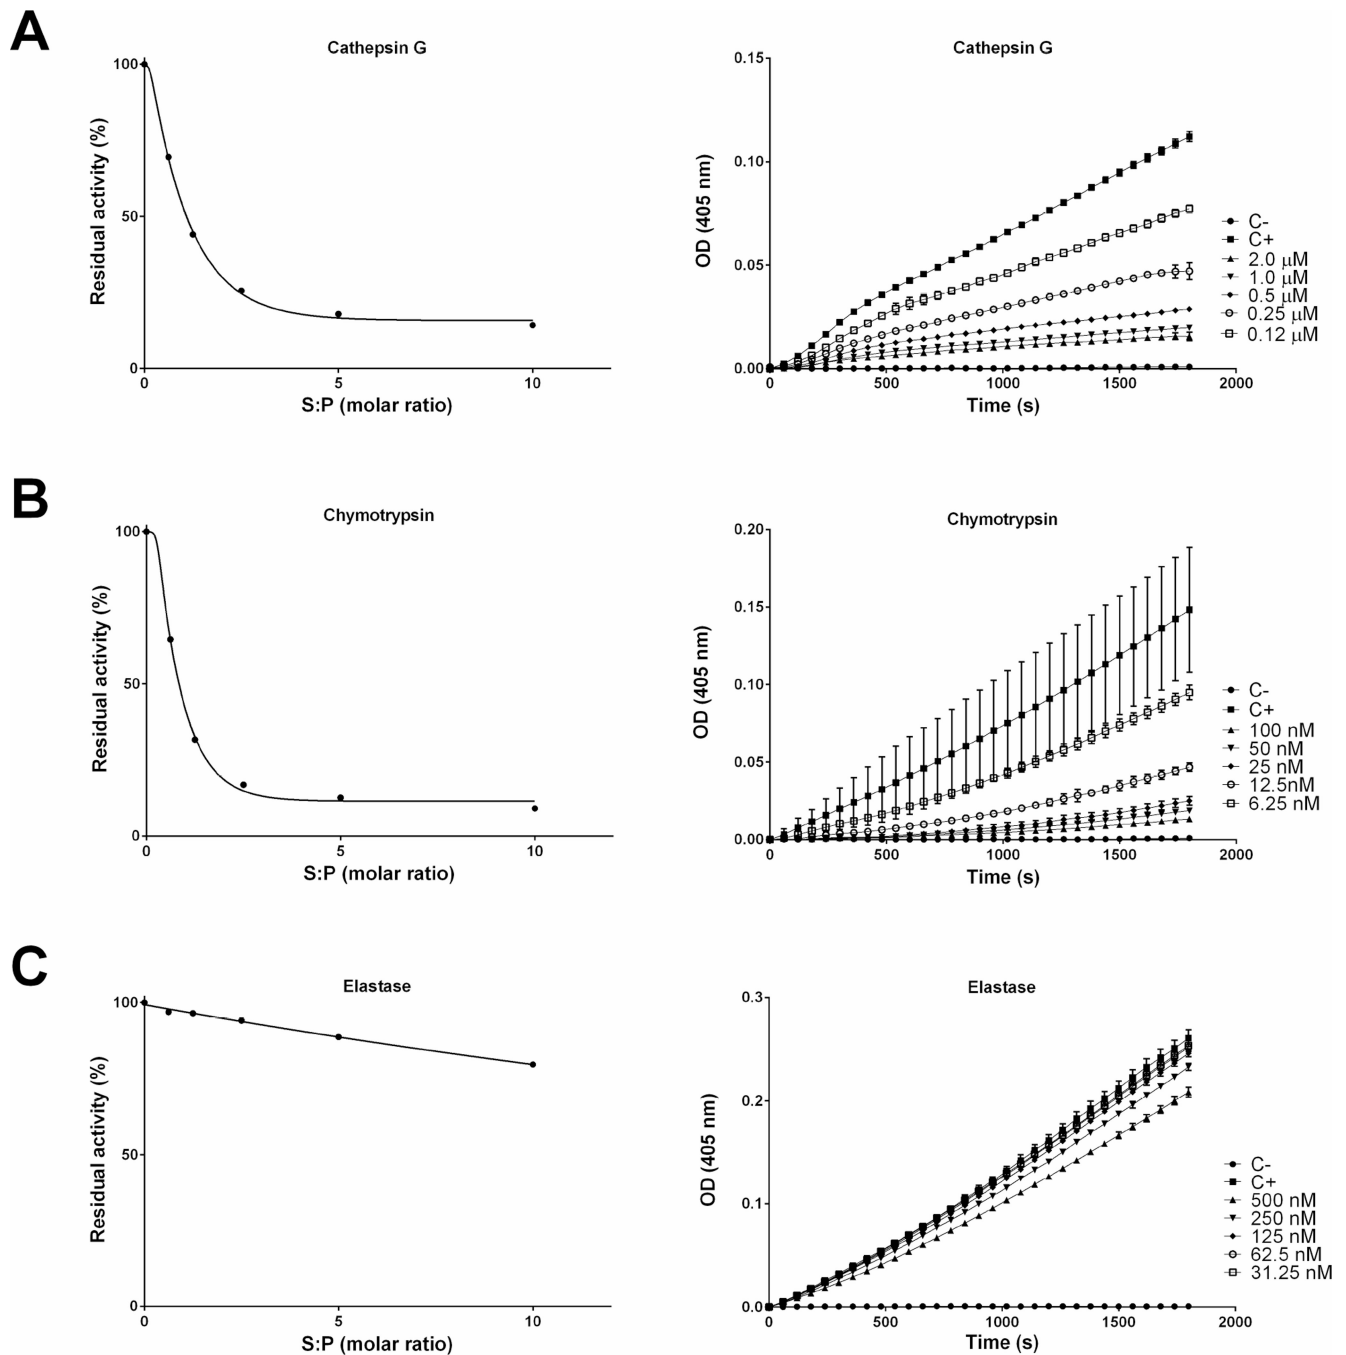 A
Cathepsin G
Residual activity (%)
100
50
0
0 5 10
S:P (molar ratio)
Cathepsin G
OD (405 nm)
0.15
0.10
0.05
0.00
0 500 1000 1500 2000
Time (s)
C-
C+
2.0 μM
1.0 μM
0.5 μM
0.25 μM
0.12 μM
B
Chymotrypsin
Residual activity (%)
100
50
0
0 5 10
S:P (molar ratio)
Chymotrypsin
OD (405 nm)
0.20
0.15
0.10
0.05
0.00
0 500 1000 1500 2000
Time (s)
C-
C+
100 nM
50 nM
25 nM
12.5nM
6.25 nM
C
Elastase
Residual activity (%)
100
50
0
0 5 10
S:P (molar ratio)
Elastase
OD (405 nm)
0.3
0.2
0.1
0.0
0 500 1000 1500 2000
Time (s)
C-
C+
500 nM
250 nM
125 nM
62.5 nM
31.25 nM